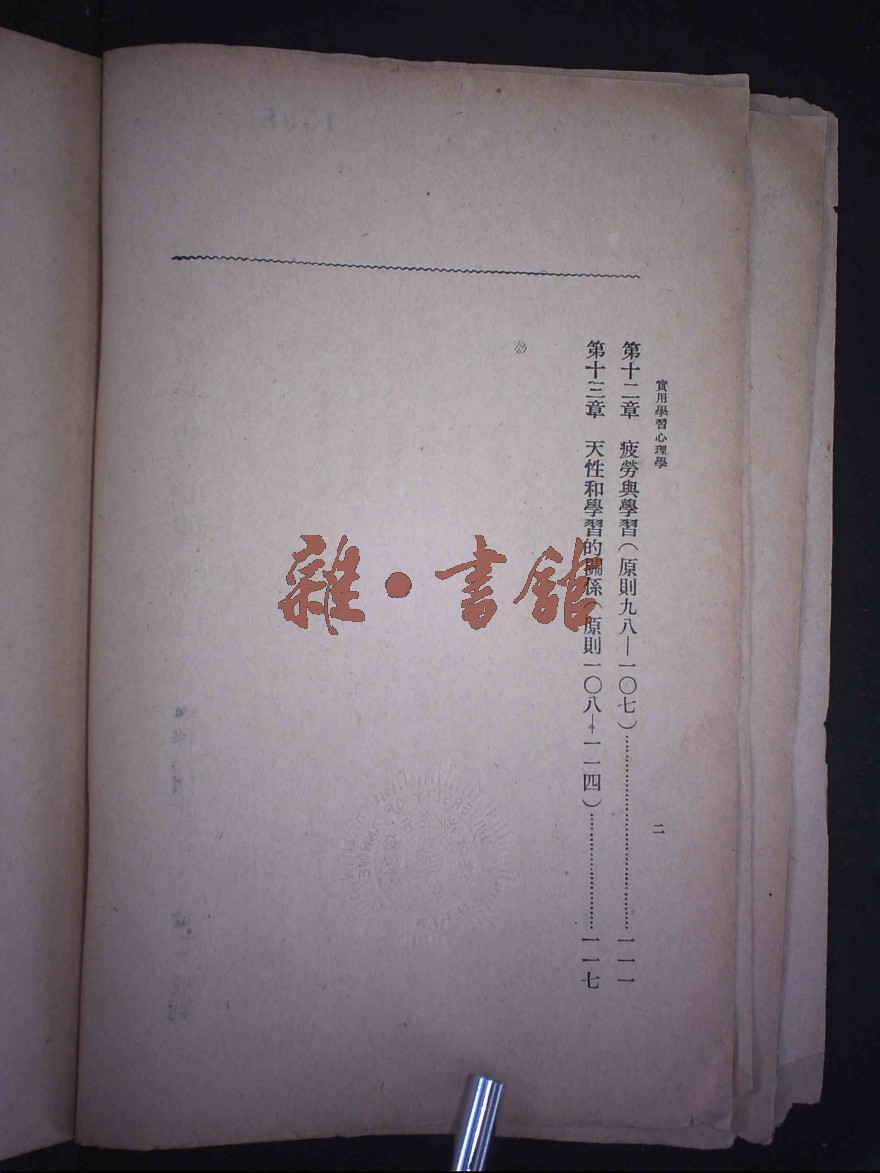 實用學習心理學
二
第十二章　疲勞與學習（原則九八—一〇七）…………………………一一一
第十三章　天性和學習的關係（原則一〇八—一一四）………………一一七
雜・書館